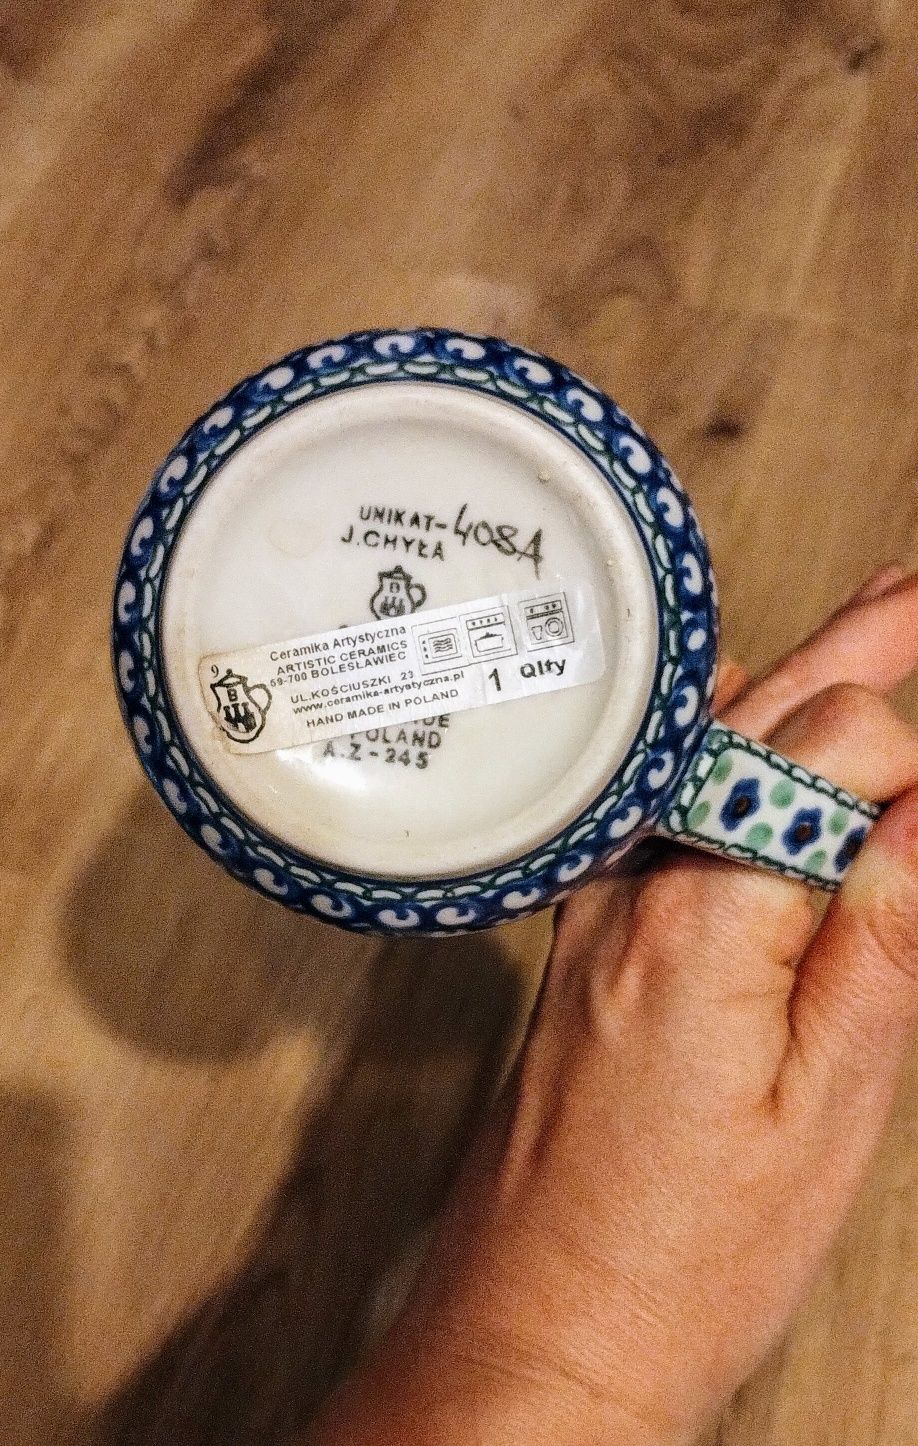 UNIKAT-408A
J.CHYŁA
B
Ceramika Artystyczna
ARTISTIC CERAMICS
59-700 BOLESŁAWIEC
UL.KOŚCIUSZKI 23
www.ceramika-artystyczna.pl
HAND MADE IN POLAND
1 Qlty
9
B
POLAND
A.Z-245